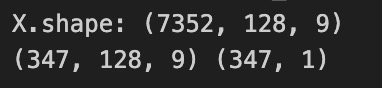 X.shape: (7352, 128, 9)
(347, 128, 9) (347, 1)